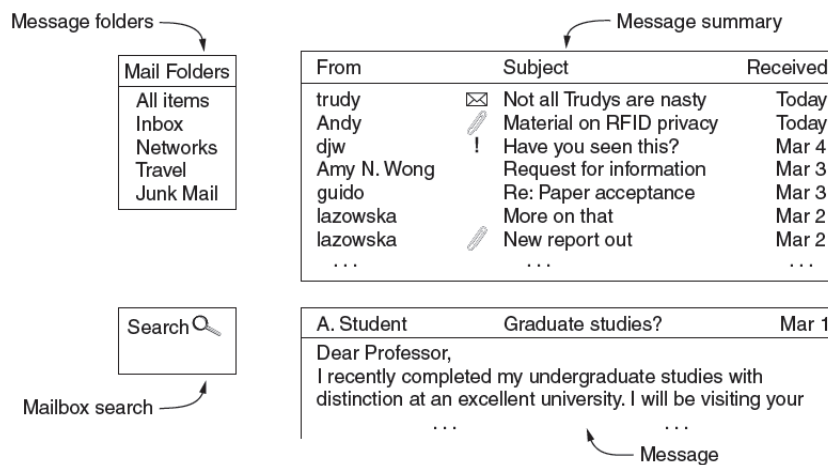 Message folders
Message summary
Mail Folders
All items
Inbox
Networks
Travel
Junk Mail
From Subject Received
trudy Not all Trudys are nasty Today
Andy Material on RFID privacy Today
djw ! Have you seen this? Mar 4
Amy N. Wong Request for information Mar 3
guido Re: Paper acceptance Mar 3
lazowska More on that Mar 2
lazowska New report out Mar 2
. . . . . . . . .
Search
Mailbox search
A. Student Graduate studies? Mar 1
Dear Professor,
I recently completed my undergraduate studies with
distinction at an excellent university. I will be visiting your
. . . . . .
Message